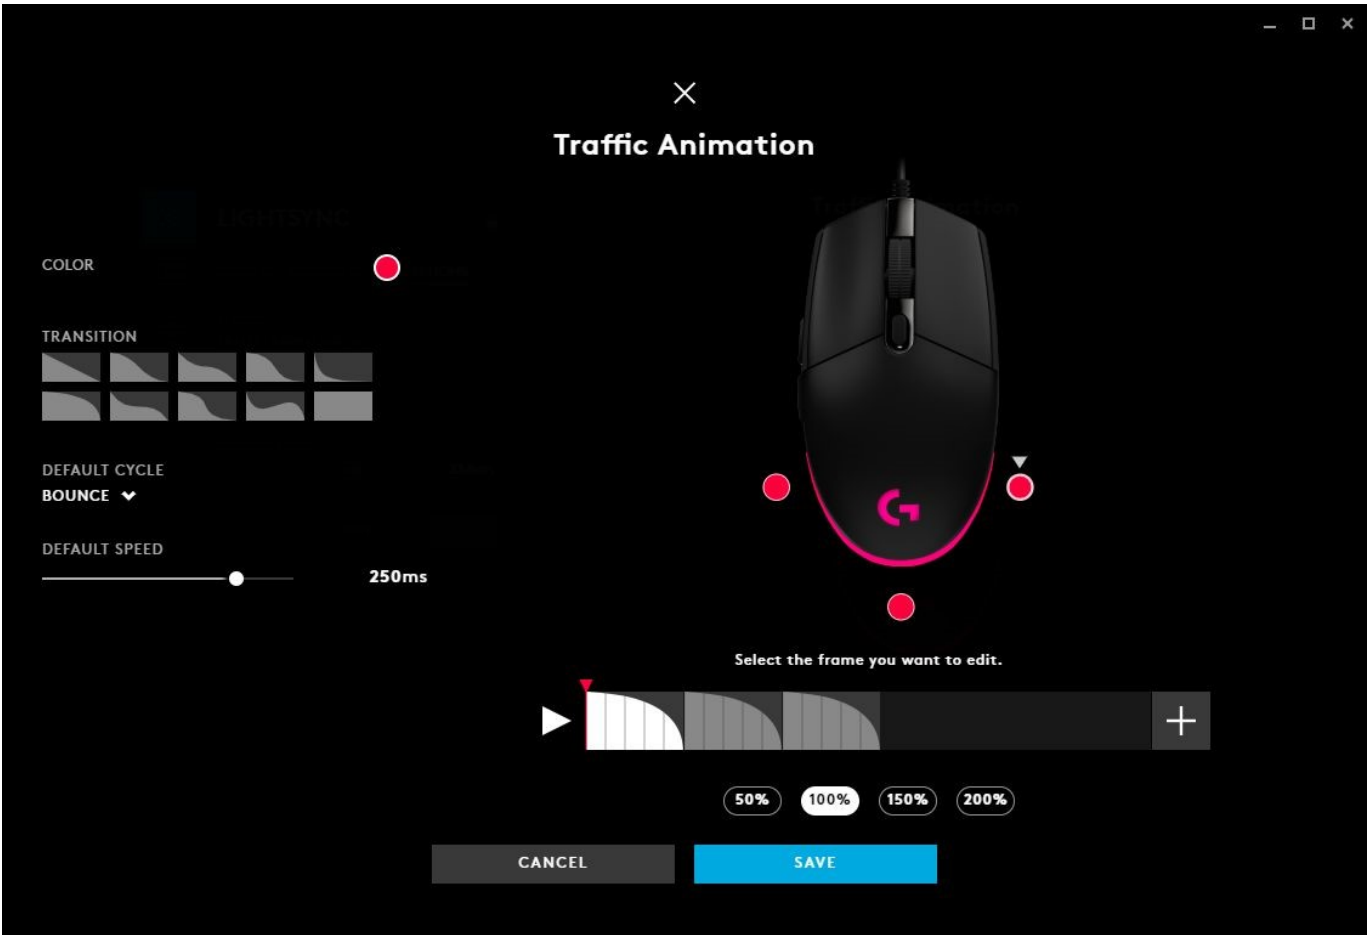 Traffic Animation
LIGHTSYNC
COLOR
TRANSITION
DEFAULT CYCLE
BOUNCE
DEFAULT SPEED
250ms
Select the frame you want to edit.
50% 100% 150% 200%
CANCEL SAVE